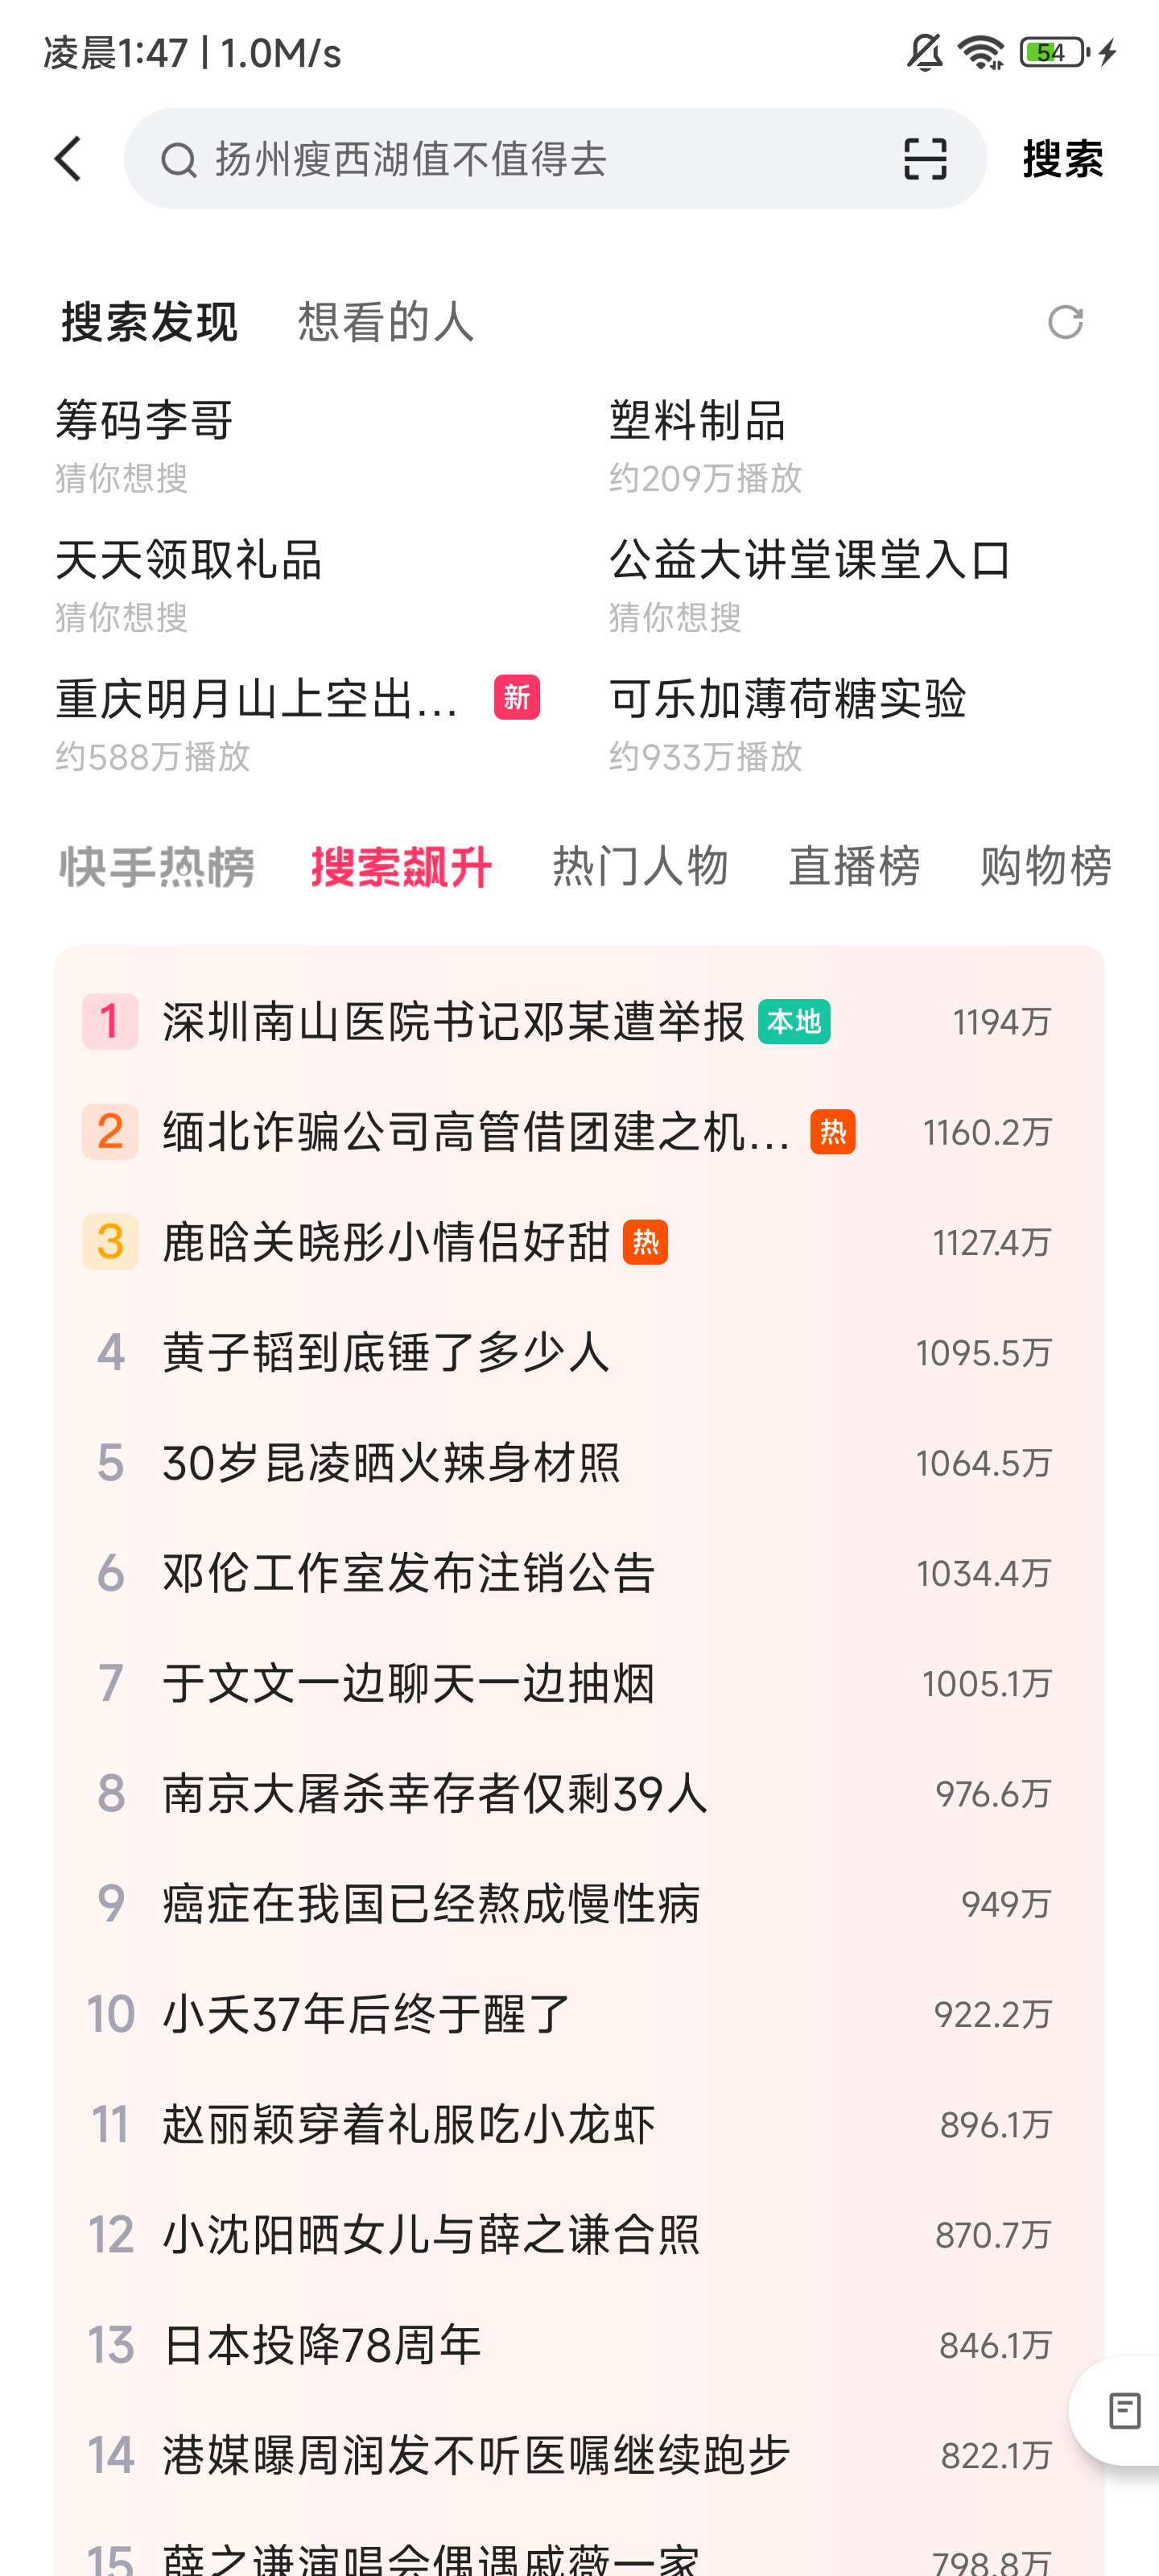 凌晨1:47 | 1.0M/s 54
扬州瘦西湖值不值得去 搜索
搜索发现 想看的人
筹码李哥 塑料制品
猜你想搜 约209万播放
天天领取礼品 公益大讲堂课堂入口
猜你想搜 猜你想搜
重庆明月山上空出... 新 可乐加薄荷糖实验
约588万播放 约933万播放
快手热榜 搜索飙升 热门人物 直播榜 购物榜
1 深圳南山医院书记邓某遭举报 本地 1194万
2 缅北诈骗公司高管借团建之机... 热 1160.2万
3 鹿晗关晓彤小情侣好甜 热 1127.4万
4 黄子韬到底锤了多少人 1095.5万
5 30岁昆凌晒火辣身材照 1064.5万
6 邓伦工作室发布注销公告 1034.4万
7 于文文一边聊天一边抽烟 1005.1万
8 南京大屠杀幸存者仅剩39人 976.6万
9 癌症在我国已经熬成慢性病 949万
10 小夭37年后终于醒了 922.2万
11 赵丽颖穿着礼服吃小龙虾 896.1万
12 小沈阳晒女儿与薛之谦合照 870.7万
13 日本投降78周年 846.1万
14 港媒曝周润发不听医嘱继续跑步 822.1万
15 薛之谦演唱会偶遇戚薇一家 798.8万